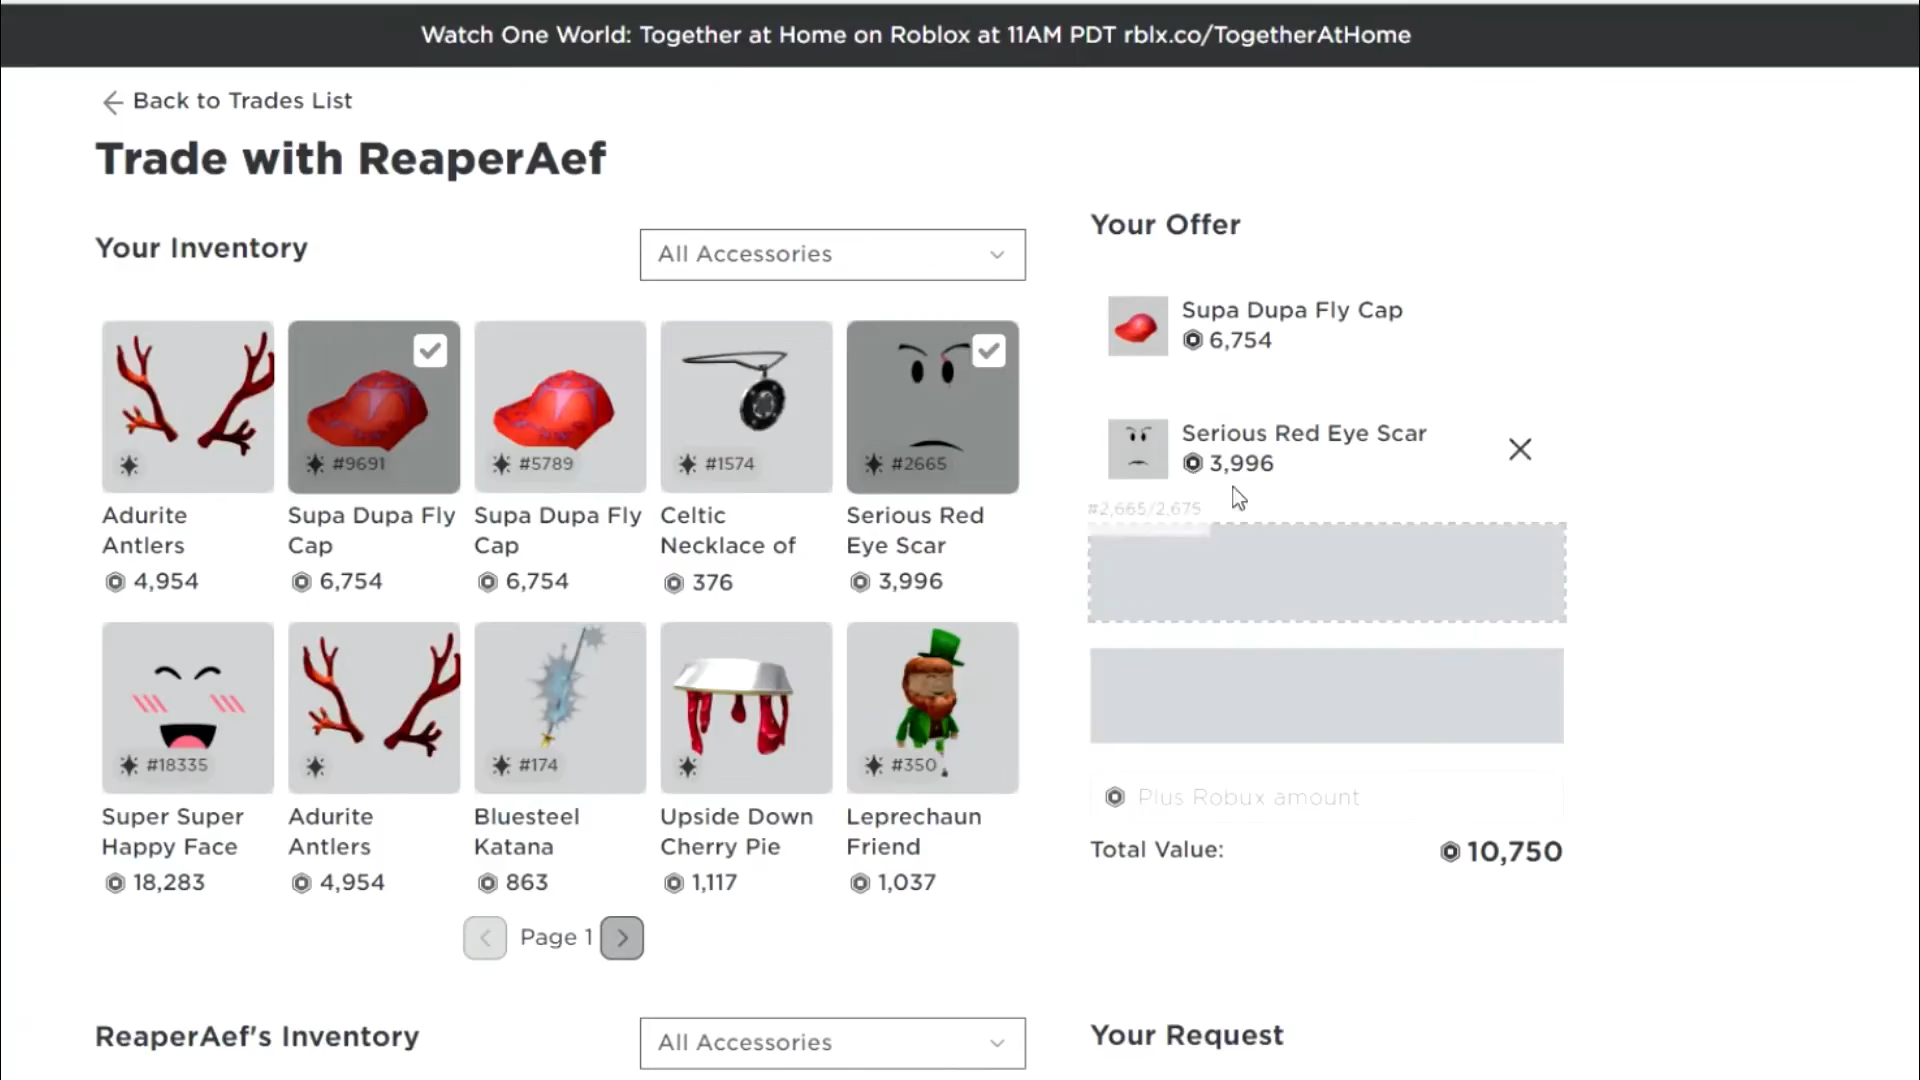 Watch One World: Together at Home on Roblox at 11AM PDT rblx.co/TogetherAtHome
Back to Trades List
Trade with ReaperAef
Your Inventory
All Accessories
#9691
#5789
#1574
#2665
Adurite
Antlers
4,954
Supa Dupa Fly
Cap
6,754
Supa Dupa Fly
Cap
6,754
Celtic
Necklace of
376
Serious Red
Eye Scar
3,996
#18335
#174
#350
Super Super
Happy Face
18,283
Adurite
Antlers
4,954
Bluesteel
Katana
863
Upside Down
Cherry Pie
1,117
Leprechaun
Friend
1,037
Page 1
Your Offer
Supa Dupa Fly Cap
6,754
Serious Red Eye Scar
3,996
#2,665/2,675
Plus Robux amount
Total Value:
10,750
ReaperAef's Inventory
All Accessories
Your Request